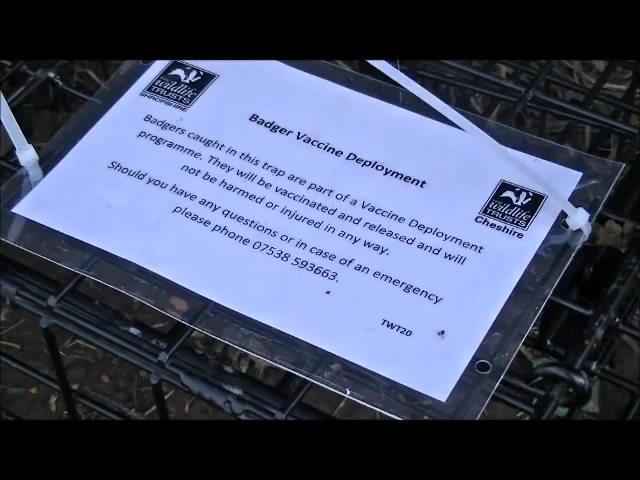 wildlife
TRUSTS
SHROPSHIRE
Badger Vaccine Deployment
Badgers caught in this trap are part of a Vaccine Deployment
programme. They will be vaccinated and released and will
not be harmed or injured in any way.
Should you have any questions or in case of an emergency
please phone 07538 593663.
wildlife
TRUSTS
Cheshire
TWT20